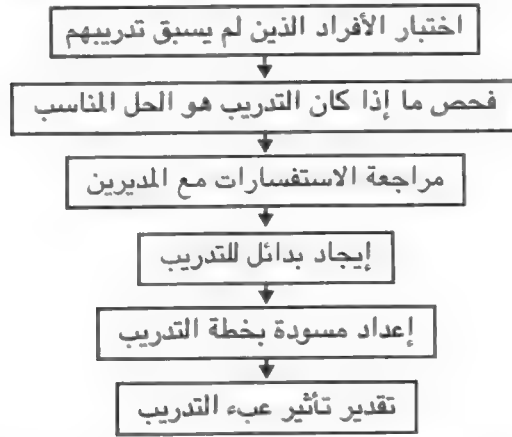 اختبار الأفراد الذين لم يسبق تدريبهم
فحص ما إذا كان التدريب هو الحل المناسب
مراجعة الاستفسارات مع المديرين
إيجاد بدائل للتدريب
إعداد مسودة بخطة التدريب
تقدير تأثير عبء التدريب